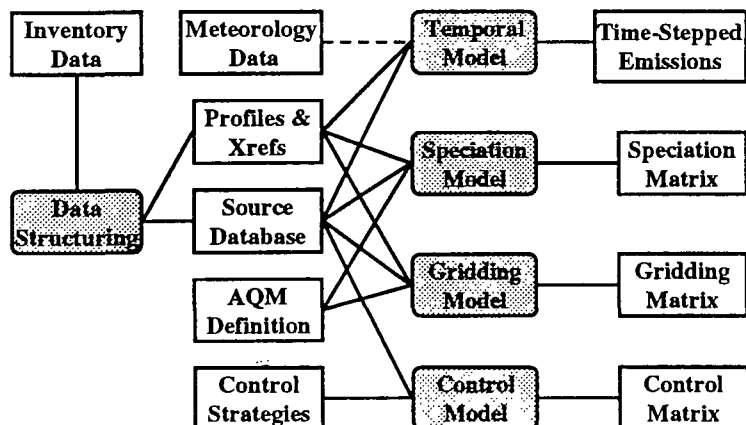 Inventory
Data
Meteorology
Data
Temporal
Model
Time-Stepped
Emissions
Profiles &
Xrefs
Speciation
Model
Speciation
Matrix
Data
Structuring
Source
Database
Gridding
Model
Gridding
Matrix
AQM
Definition
Control
Strategies
Control
Model
Control
Matrix